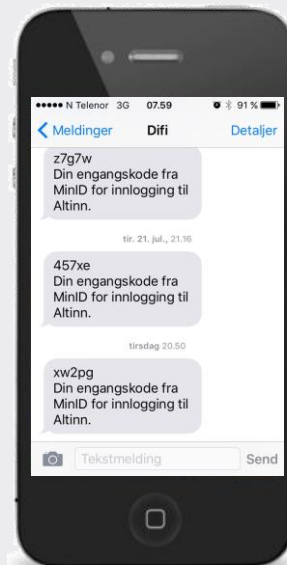 N Telenor 3G 07.59 91 %
Meldinger Difi Detaljer
z7g7w
Din engangskode fra
MinID for innlogging til
Altinn.
tir. 21. jul., 21.16
457xe
Din engangskode fra
MinID for innlogging til
Altinn.
tirsdag 20.50
xw2pg
Din engangskode fra
MinID for innlogging til
Altinn.
Tekstmelding Send